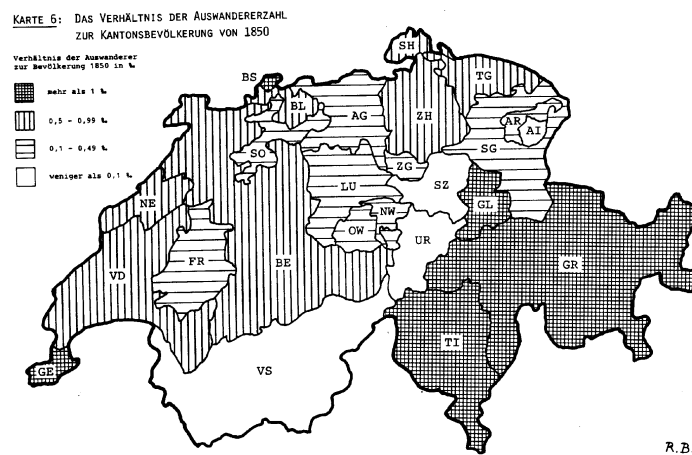 KARTE 6: DAS VERHÄLTNIS DER AUSWANDERERZAHL
ZUR KANTONSBEVÖLKERUNG VON 1850
Verhältnis der Auswanderer
zur Bevölkerung 1850 in ‰
mehr als 1 ‰
0,5 - 0,99 ‰
0,1 - 0,49 ‰
weniger als 0,1 ‰
SH
BS
TG
BL
AG
ZH
AR
AI
SO
SG
ZG
LU
SZ
NE
GL
NW
OW
UR
FR
BE
VD
GR
TI
GE
VS
R.B